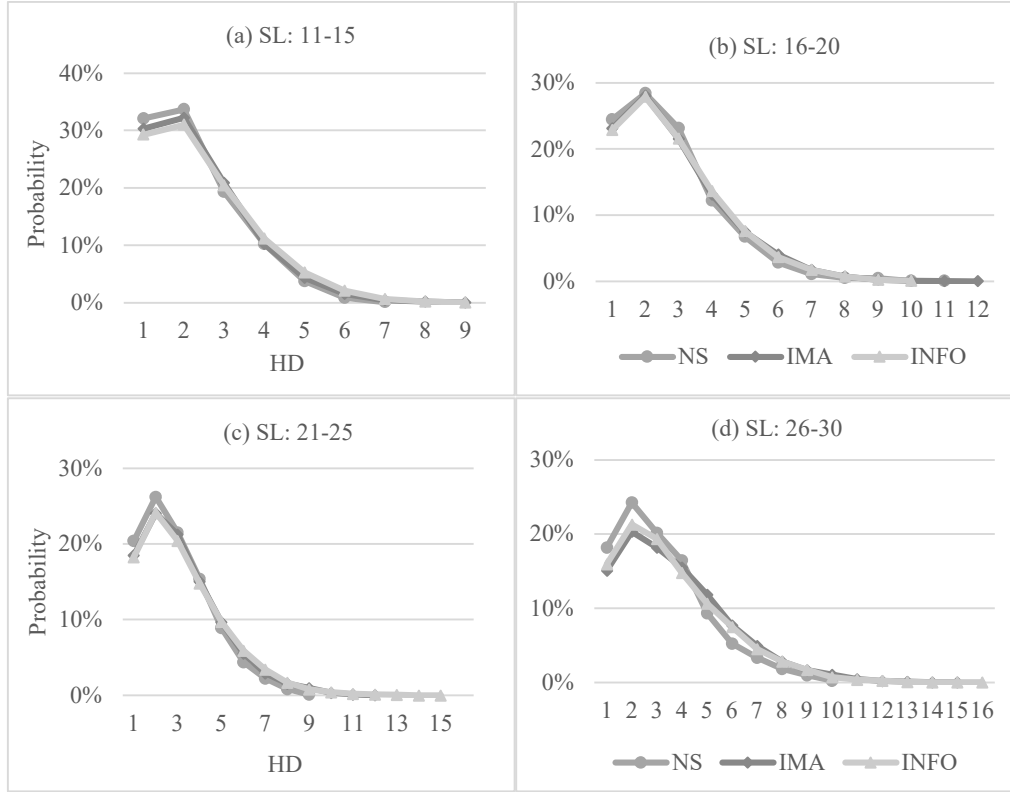 (a) SL: 11-15
40%
30%
20%
10%
0%
Probability
1 2 3 4 5 6 7 8 9
HD
(b) SL: 16-20
30%
20%
10%
0%
1 2 3 4 5 6 7 8 9 10 11 12
NS IMA INFO
(c) SL: 21-25
30%
20%
10%
0%
Probability
1 3 5 7 9 11 13 15
HD
(d) SL: 26-30
30%
20%
10%
0%
1 2 3 4 5 6 7 8 9 10 11 12 13 14 15 16
NS IMA INFO